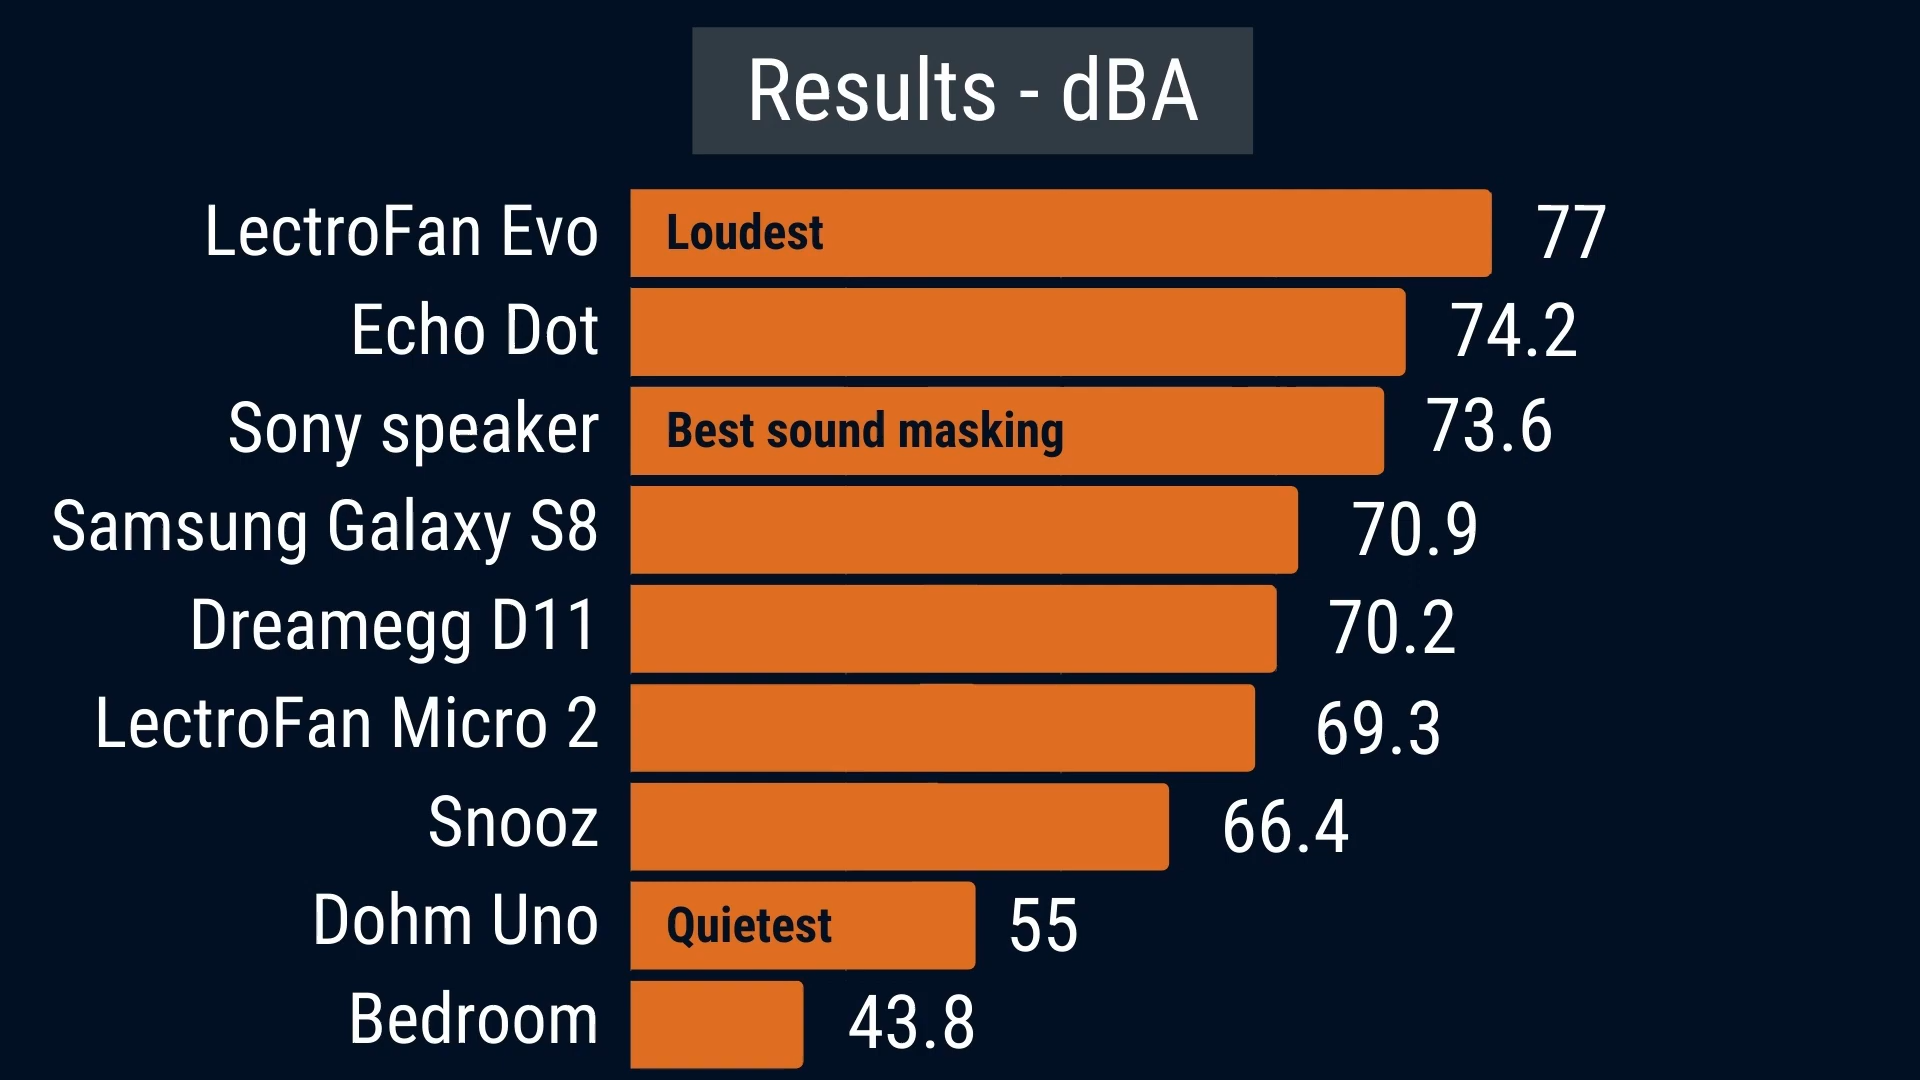 Results - dBA
LectroFan Evo Loudest 77
Echo Dot 74.2
Sony speaker Best sound masking 73.6
Samsung Galaxy S8 70.9
Dreamegg D11 70.2
LectroFan Micro 2 69.3
Snooz 66.4
Dohm Uno Quietest 55
Bedroom 43.8